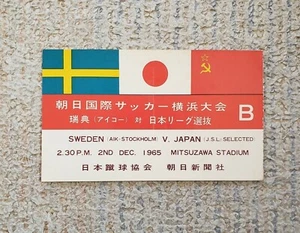 朝日国際サッカー横浜大会
瑞典（アイコー）対 日本リーグ選抜
B
SWEDEN (AIK-STOCKHOLM) V. JAPAN (J.S.L-SELECTED)
2.30 P.M. 2ND DEC. 1965 MITSUZAWA STADIUM
日本蹴球協会 朝日新聞社